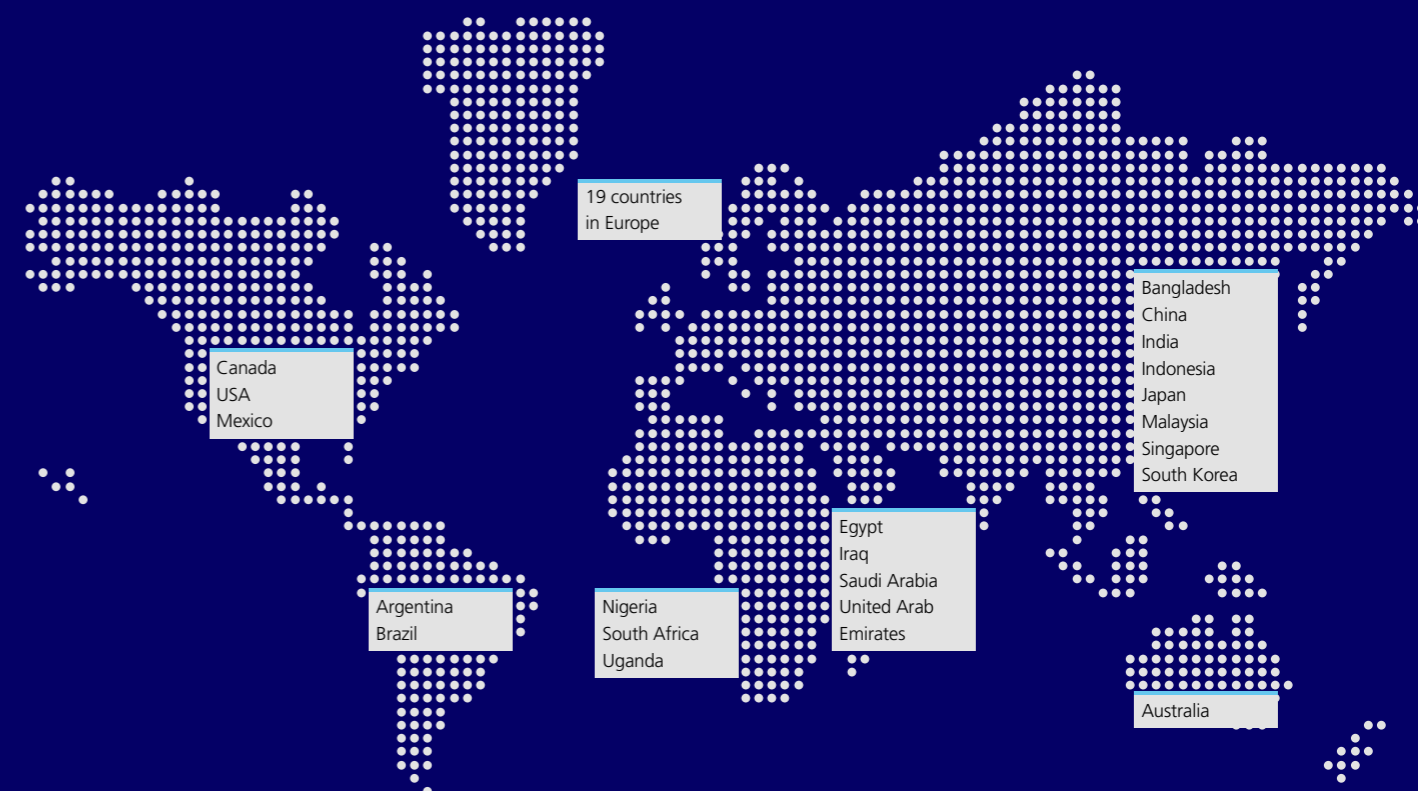 19 countries
in Europe
Bangladesh
China
India
Indonesia
Japan
Malaysia
Singapore
South Korea
Canada
USA
Mexico
Egypt
Iraq
Saudi Arabia
United Arab
Emirates
Argentina
Brazil
Nigeria
South Africa
Uganda
Australia